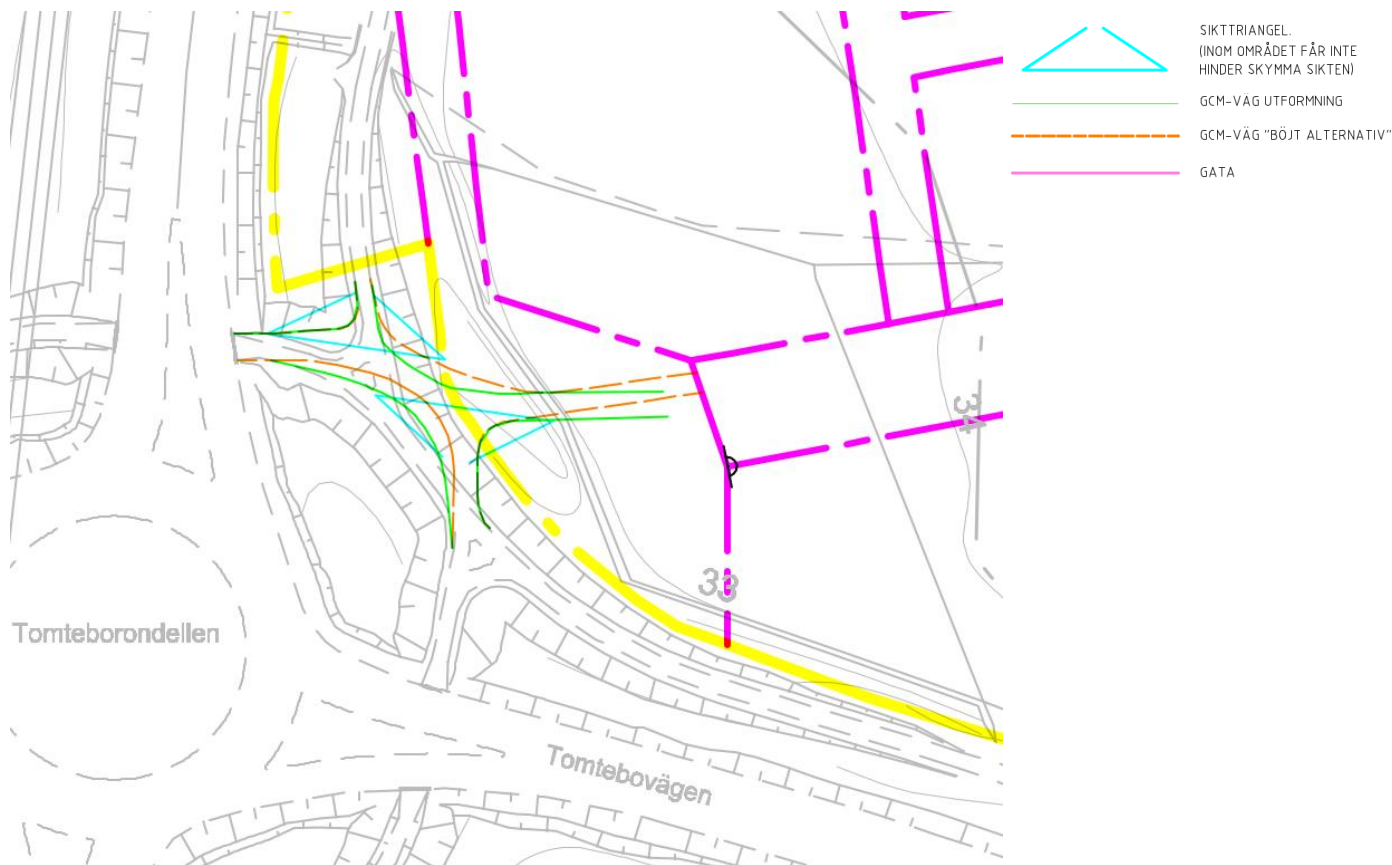 SIKTTRIANGEL.
(INOM OMRÅDET FÅR INTE
HINDER SKYMMA SIKTEN)
GCM-VÄG UTFORMNING
GCM-VÄG "BÖJT ALTERNATIV"
GATA
34
33
Tomteborondellen
Tomtebovägen